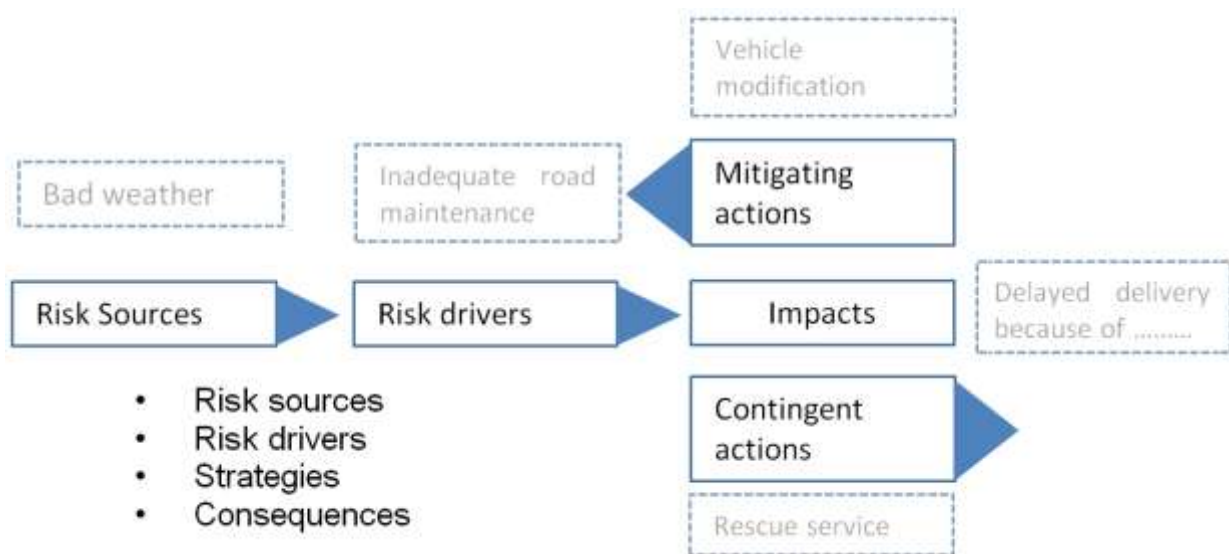 Vehicle
modification
Bad weather
Inadequate road
maintenance
Mitigating
actions
Risk Sources
Risk drivers
Impacts
Delayed delivery
because of .........
• Risk sources
• Risk drivers
• Strategies
• Consequences
Contingent
actions
Rescue service